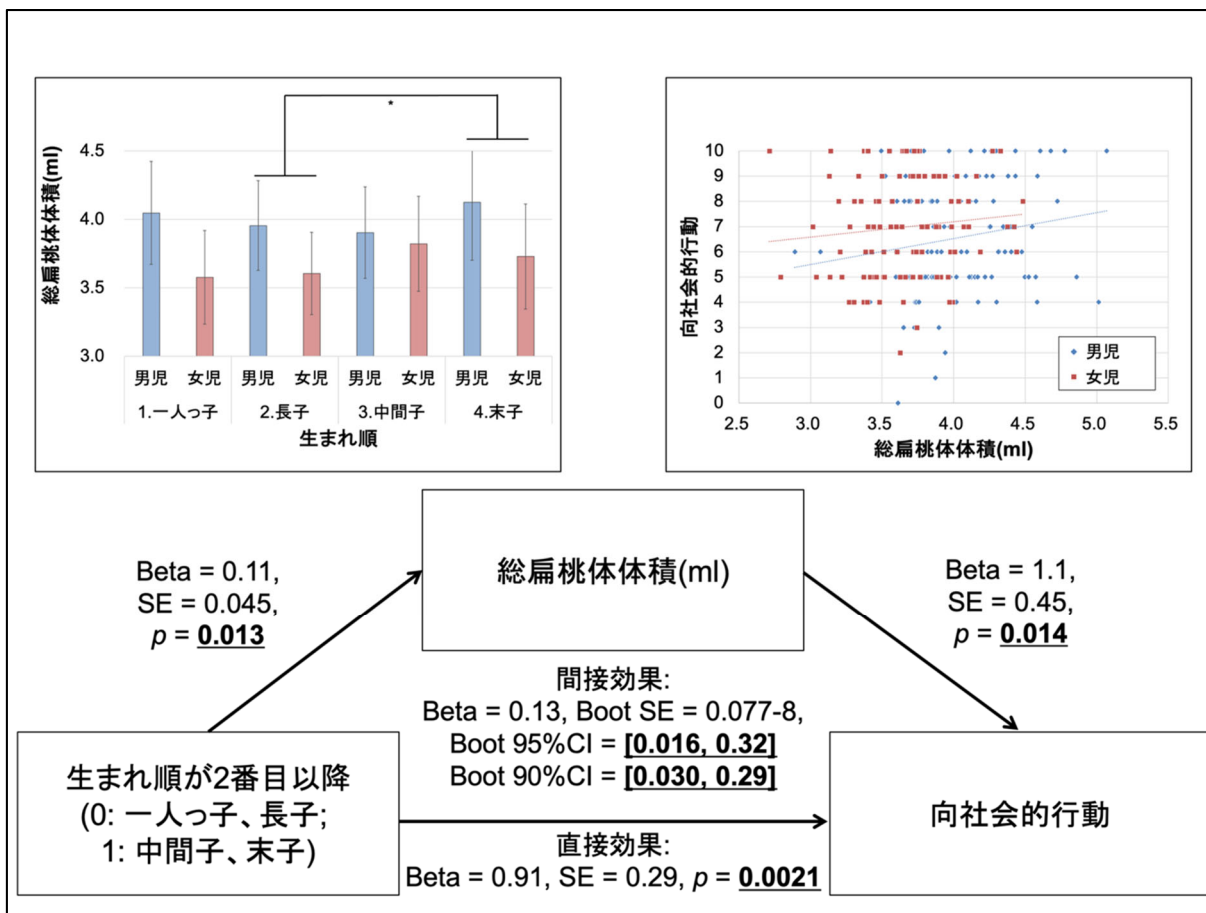 *
総扁桃体体積(ml)
4.5
4.0
3.5
3.0
男児 女児 男児 女児 男児 女児 男児 女児
1.一人っ子 2.長子 3.中間子 4.末子
生まれ順
向社会的行動
10
9
8
7
6
5
4
3
2
1
0
男児
女児
2.5 3.0 3.5 4.0 4.5 5.0 5.5
総扁桃体体積(ml)
Beta = 0.11,
SE = 0.045,
p = 0.013
総扁桃体体積(ml)
Beta = 1.1,
SE = 0.45,
p = 0.014
間接効果:
Beta = 0.13, Boot SE = 0.077-8,
Boot 95%CI = [0.016, 0.32]
Boot 90%CI = [0.030, 0.29]
生まれ順が2番目以降
(0: 一人っ子、長子;
1: 中間子、末子)
向社会的行動
直接効果:
Beta = 0.91, SE = 0.29, p = 0.0021